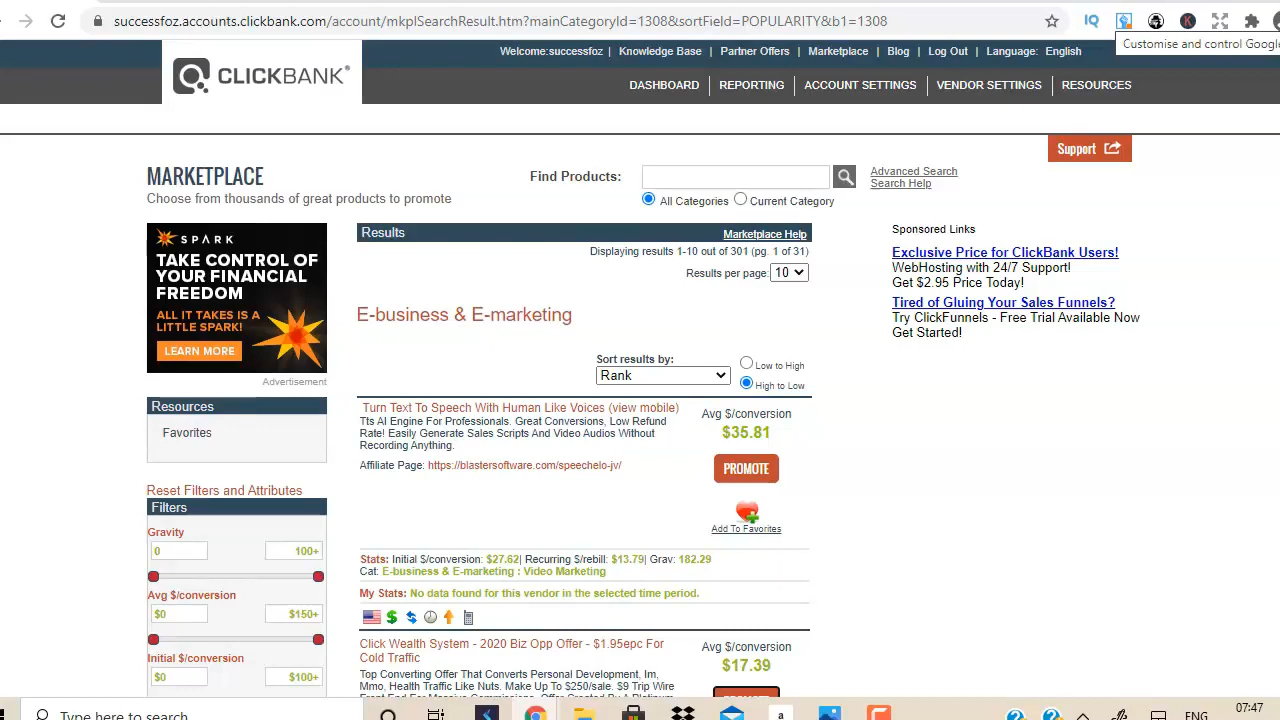 successfoz.accounts.clickbank.com/account/mkplSearchResult.htm?mainCategoryId=1308&sortField=POPULARITY&b1=1308
IQ
K
Customise and control Google
Welcome:successfoz | Knowledge Base | Partner Offers | Marketplace | Blog | Log Out | Language: English
CLICKBANK®
DASHBOARD | REPORTING | ACCOUNT SETTINGS | VENDOR SETTINGS | RESOURCES
Support
MARKETPLACE
Choose from thousands of great products to promote
Find Products:
Advanced Search
Search Help
All Categories Current Category
SPARK
TAKE CONTROL OF
YOUR FINANCIAL
FREEDOM
ALL IT TAKES IS A
LITTLE SPARK!
LEARN MORE
Advertisement
Resources
Favorites
Reset Filters and Attributes
Filters
Gravity
0 100+
Avg $/conversion
$0 $150+
Initial $/conversion
$0 $100+
Results Marketplace Help
Displaying results 1-10 out of 301 (pg. 1 of 31)
Results per page: 10
E-business & E-marketing
Sort results by:
Rank
Low to High
High to Low
Turn Text To Speech With Human Like Voices (view mobile)
Tts AI Engine For Professionals. Great Conversions, Low Refund
Rate! Easily Generate Sales Scripts And Video Audios Without
Recording Anything.
Affiliate Page: https://blastersoftware.com/speechelo-jv/
Avg $/conversion
$35.81
PROMOTE
Add To Favorites
Stats: Initial $/conversion: $27.62| Recurring $/rebill: $13.79| Grav: 182.29
Cat: E-business & E-marketing : Video Marketing
My Stats: No data found for this vendor in the selected time period.
Click Wealth System - 2020 Biz Opp Offer - $1.95epc For
Cold Traffic
Top Converting Offer That Converts Personal Development, Im,
Mmo, Health Traffic Like Nuts. Make Up To $250/sale. $9 Trip Wire
Avg $/conversion
$17.39
Sponsored Links
Exclusive Price for ClickBank Users!
WebHosting with 24/7 Support!
Get $2.95 Price Today!
Tired of Gluing Your Sales Funnels?
Try ClickFunnels - Free Trial Available Now
Get Started!
Type here to search
a
ENG
07:47